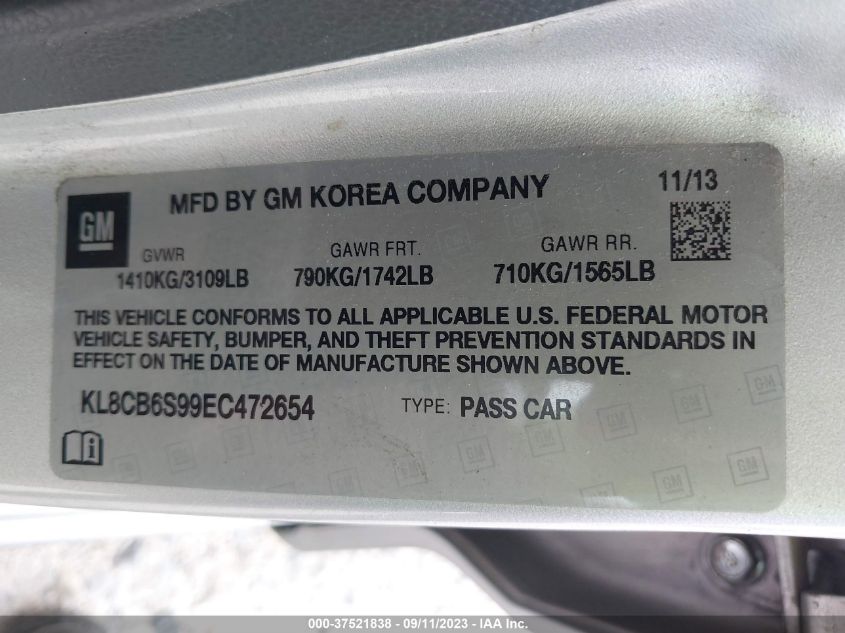 GM
MFD BY GM KOREA COMPANY
11/13
GVWR
GAWR FRT.
GAWR RR.
1410KG/3109LB
790KG/1742LB
710KG/1565LB
THIS VEHICLE CONFORMS TO ALL APPLICABLE U.S. FEDERAL MOTOR
VEHICLE SAFETY, BUMPER, AND THEFT PREVENTION STANDARDS IN
EFFECT ON THE DATE OF MANUFACTURE SHOWN ABOVE.
KL8CB6S99EC472654
TYPE: PASS CAR
000-37521838 - 09/11/2023 - IAA Inc.